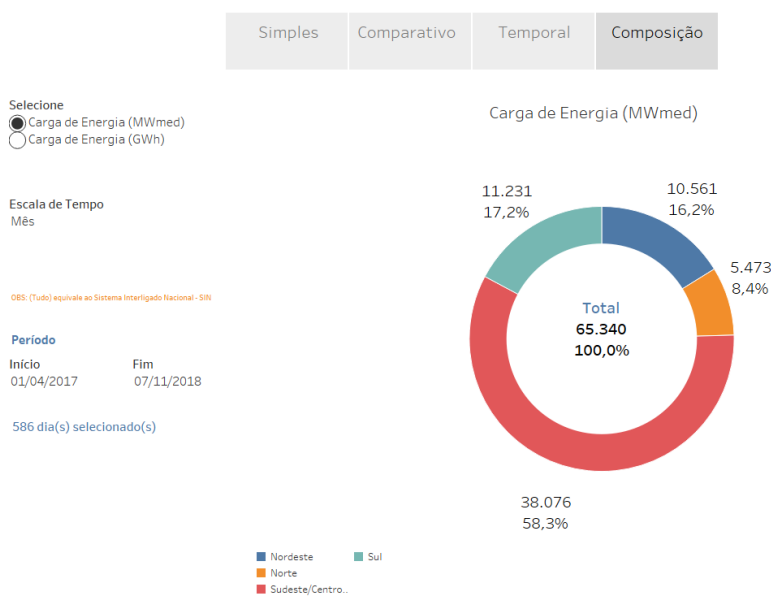 Simples Comparativo Temporal Composição
Selecione
Carga de Energia (MWmed)
Carga de Energia (GWh)
Escala de Tempo
Mês
OBS: (Tudo) equivale ao Sistema Interligado Nacional - SIN
Período
Início Fim
01/04/2017 07/11/2018
586 dia(s) selecionado(s)
Carga de Energia (MWmed)
11.231
17,2%
10.561
16,2%
5.473
8,4%
Total
65.340
100,0%
38.076
58,3%
Nordeste Sul
Norte
Sudeste/Centro..